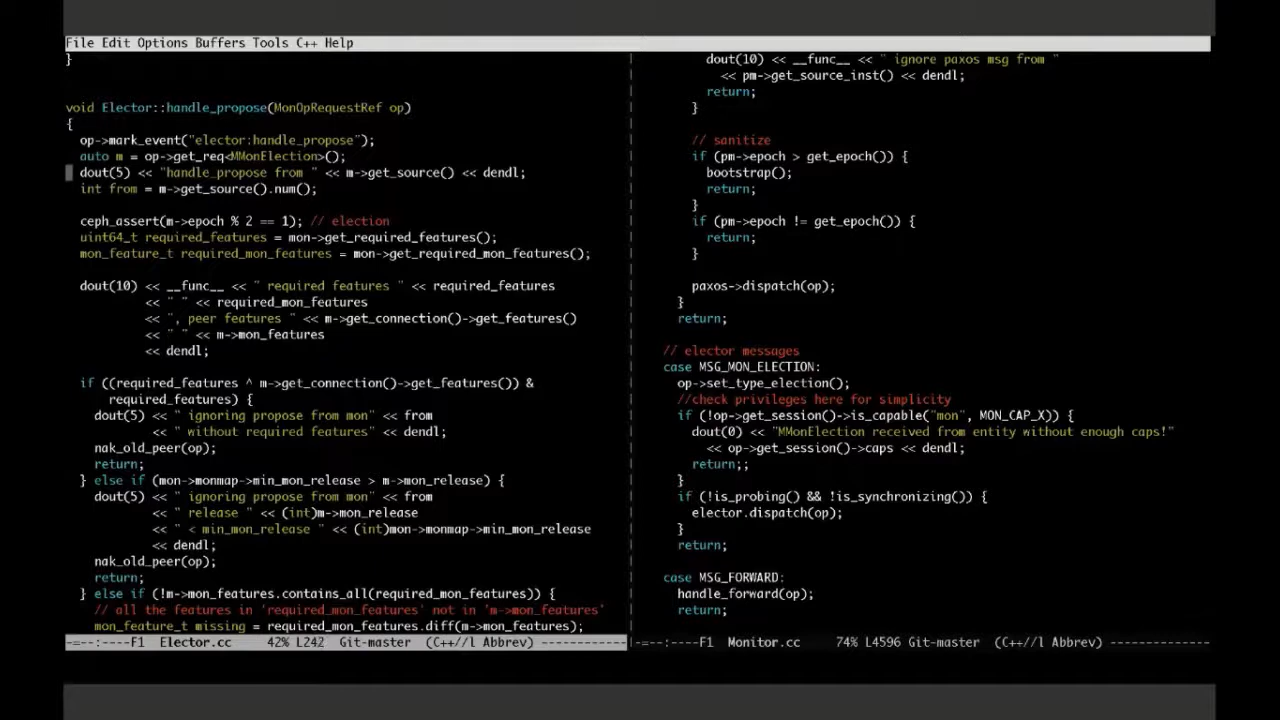 File Edit Options Buffers Tools C++ Help
}
void Elector::handle_propose(MonOpRequestRef op)
{
  op->mark_event("elector:handle_propose");
  auto m = op->get_req<MMonElection>();
  dout(5) << "handle_propose from " << m->get_source() << dendl;
  int from = m->get_source().num();
  ceph_assert(m->epoch % 2 == 1); // election
  uint64_t required_features = mon->get_required_features();
  mon_feature_t required_mon_features = mon->get_required_mon_features();
  dout(10) << __func__ << " required features " << required_features
           << " " << required_mon_features
           << ", peer features " << m->get_connection()->get_features()
           << " " << m->mon_features
           << dendl;
  if ((required_features ^ m->get_connection()->get_features()) &
      required_features) {
    dout(5) << " ignoring propose from mon" << from
            << " without required features" << dendl;
    nak_old_peer(op);
    return;
  } else if (mon->monmap->min_mon_release > m->mon_release) {
    dout(5) << " ignoring propose from mon" << from
            << " release " << (int)m->mon_release
            << " < min_mon_release " << (int)mon->monmap->min_mon_release
            << dendl;
    nak_old_peer(op);
    return;
  } else if (!m->mon_features.contains_all(required_mon_features)) {
    // all the features in 'required_mon_features' not in 'm->mon_features'
    mon_feature_t missing = required_mon_features.diff(m->mon_features);
-=--:----F1  Elector.cc     42% L242  Git-master  (C++//l Abbrev) ------------
      dout(10) << __func__ << " ignore paxos msg from "
        << pm->get_source_inst() << dendl;
      return;
    }
    // sanitize
    if (pm->epoch > get_epoch()) {
      bootstrap();
      return;
    }
    if (pm->epoch != get_epoch()) {
      return;
    }
    paxos->dispatch(op);
  }
  return;
// elector messages
case MSG_MON_ELECTION:
  op->set_type_election();
  //check privileges here for simplicity
  if (!op->get_session()->is_capable("mon", MON_CAP_X)) {
    dout(0) << "MMonElection received from entity without enough caps!"
      << op->get_session()->caps << dendl;
    return;;
  }
  if (!is_probing() && !is_synchronizing()) {
    elector.dispatch(op);
  }
  return;
case MSG_FORWARD:
  handle_forward(op);
  return;
-=--:----F1  Monitor.cc     74% L4596 Git-master  (C++//l Abbrev) --------------